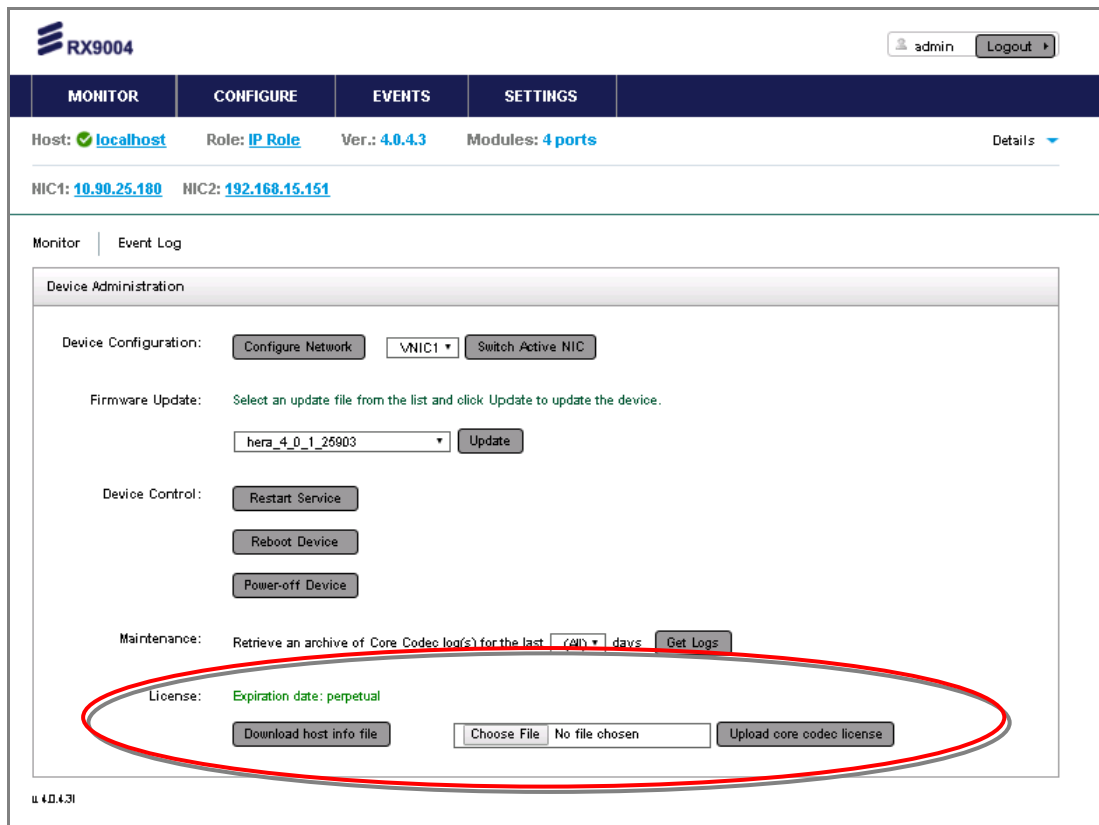 RX9004
admin Logout
MONITOR CONFIGURE EVENTS SETTINGS
Host: localhost Role: IP Role Ver.: 4.0.4.3 Modules: 4 ports Details
NIC1: 10.90.25.180 NIC2: 192.168.15.151
Monitor Event Log
Device Administration
Device Configuration: Configure Network VNIC1 Switch Active NIC
Firmware Update: Select an update file from the list and click Update to update the device.
hera_4_0_1_25903 Update
Device Control: Restart Service
Reboot Device
Power-off Device
Maintenance: Retrieve an archive of Core Codec log(s) for the last (All) days Get Logs
License: Expiration date: perpetual
Download host info file Choose File No file chosen Upload core codec license